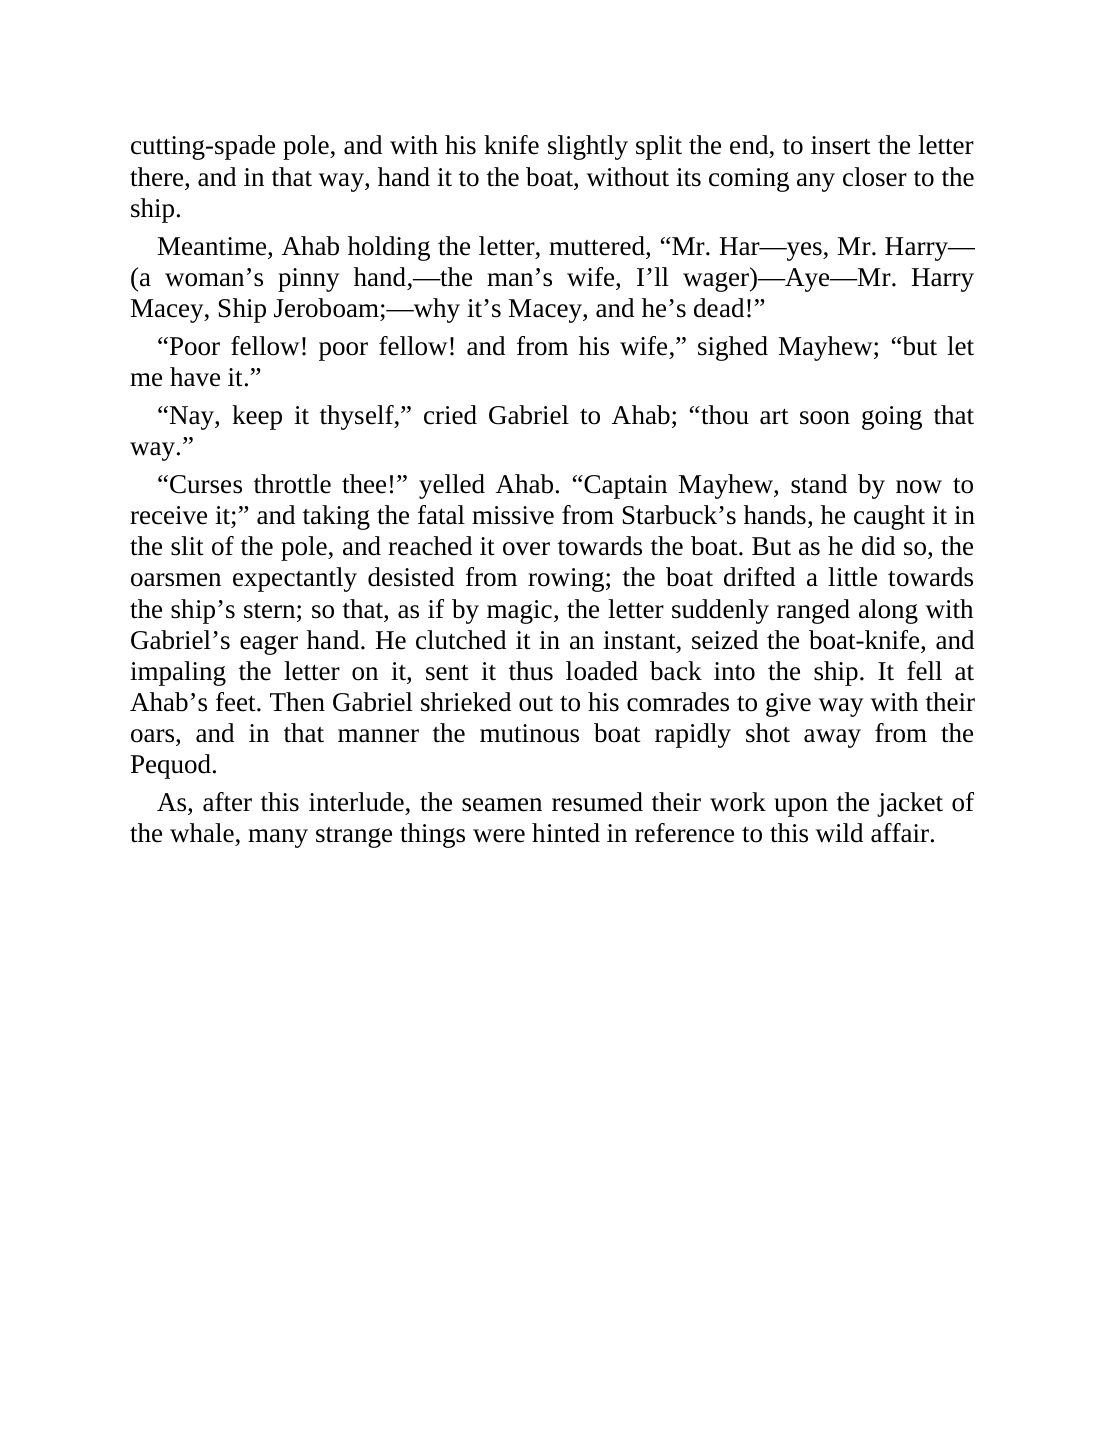 cutting-spade pole, and with his knife slightly split the end, to insert the letter
there, and in that way, hand it to the boat, without its coming any closer to the
ship.
Meantime, Ahab holding the letter, muttered, “Mr. Har—yes, Mr. Harry—
(a woman’s pinny hand,—the man’s wife, I’ll wager)—Aye—Mr. Harry
Macey, Ship Jeroboam;—why it’s Macey, and he’s dead!”
“Poor fellow! poor fellow! and from his wife,” sighed Mayhew; “but let
me have it.”
“Nay, keep it thyself,” cried Gabriel to Ahab; “thou art soon going that
way.”
“Curses throttle thee!” yelled Ahab. “Captain Mayhew, stand by now to
receive it;” and taking the fatal missive from Starbuck’s hands, he caught it in
the slit of the pole, and reached it over towards the boat. But as he did so, the
oarsmen expectantly desisted from rowing; the boat drifted a little towards
the ship’s stern; so that, as if by magic, the letter suddenly ranged along with
Gabriel’s eager hand. He clutched it in an instant, seized the boat-knife, and
impaling the letter on it, sent it thus loaded back into the ship. It fell at
Ahab’s feet. Then Gabriel shrieked out to his comrades to give way with their
oars, and in that manner the mutinous boat rapidly shot away from the
Pequod.
As, after this interlude, the seamen resumed their work upon the jacket of
the whale, many strange things were hinted in reference to this wild affair.